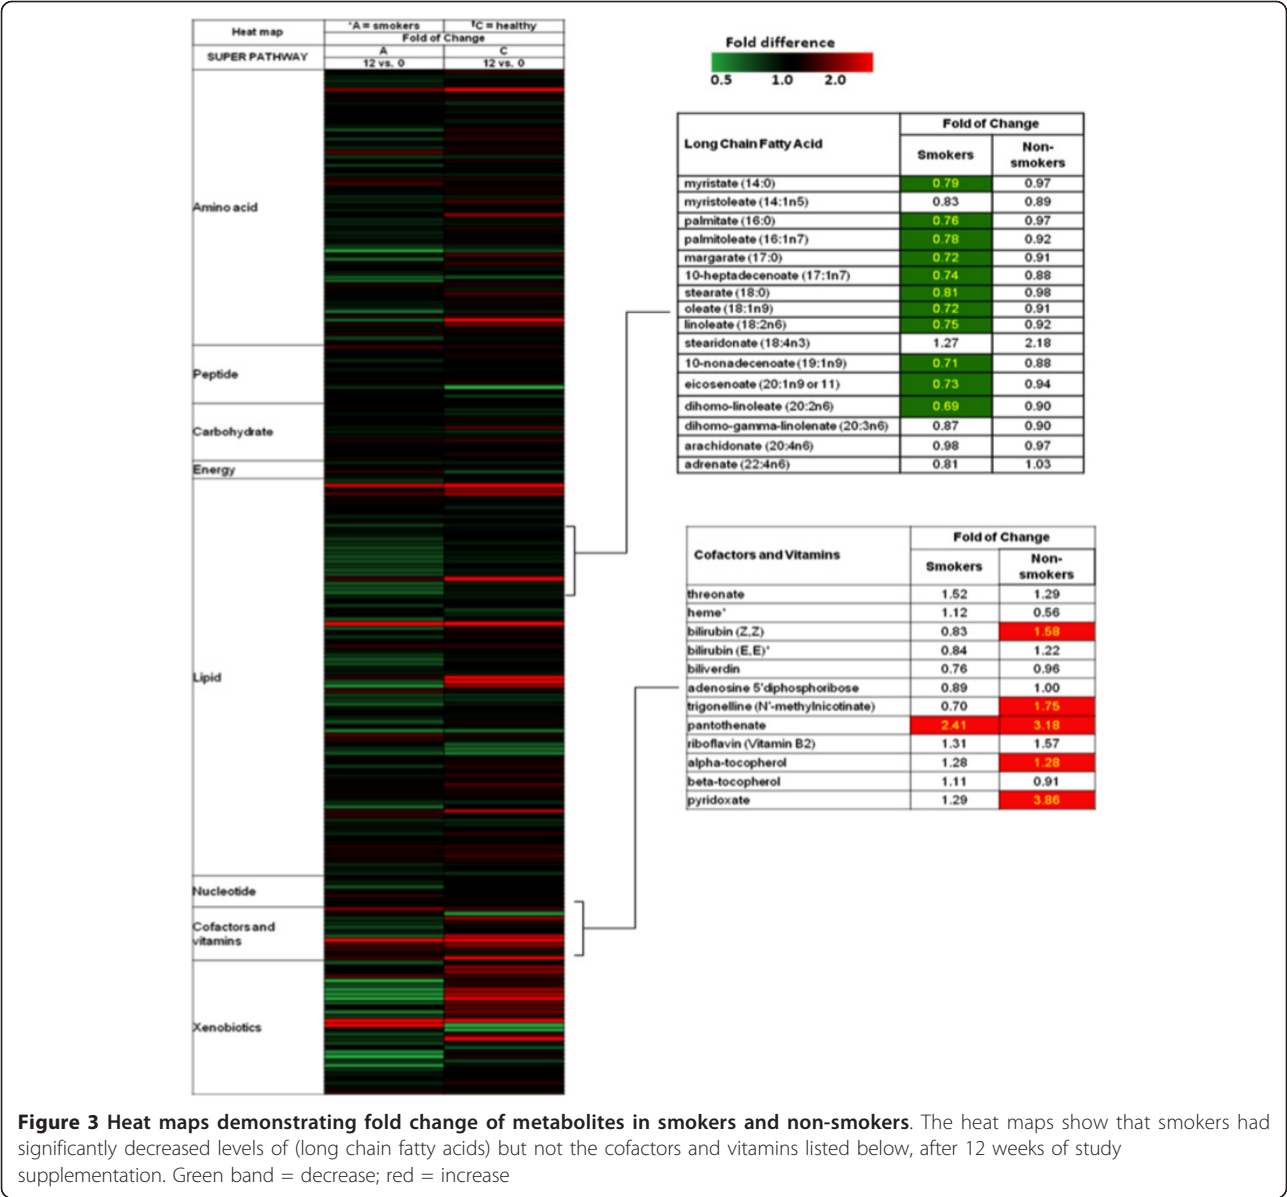 Heat map
*A = smokers
¶C = healthy
Fold of Change
SUPER PATHWAY
A
C
12 vs. 0
12 vs. 0
Amino acid
Peptide
Carbohydrate
Energy
Lipid
Nucleotide
Cofactors and
vitamins
Xenobiotics
Fold difference
0.5 1.0 2.0
Long Chain Fatty Acid
Fold of Change
Smokers
Non-
smokers
myristate (14:0) 0.79 0.97
myristoleate (14:1n5) 0.83 0.89
palmitate (16:0) 0.76 0.97
palmitoleate (16:1n7) 0.78 0.92
margarate (17:0) 0.72 0.91
10-heptadecenoate (17:1n7) 0.74 0.88
stearate (18:0) 0.81 0.98
oleate (18:1n9) 0.72 0.91
linoleate (18:2n6) 0.75 0.92
stearidonate (18:4n3) 1.27 2.18
10-nonadecenoate (19:1n9) 0.71 0.88
eicosenoate (20:1n9 or 11) 0.73 0.94
dihomo-linoleate (20:2n6) 0.69 0.90
dihomo-gamma-linolenate (20:3n6) 0.87 0.90
arachidonate (20:4n6) 0.98 0.97
adrenate (22:4n6) 0.81 1.03
Cofactors and Vitamins
Fold of Change
Smokers
Non-
smokers
threonate 1.52 1.29
heme* 1.12 0.56
bilirubin (Z,Z) 0.83 1.58
bilirubin (E,E)* 0.84 1.22
biliverdin 0.76 0.96
adenosine 5'diphosphoribose 0.89 1.00
trigonelline (N'-methylnicotinate) 0.70 1.75
pantothenate 2.41 3.18
riboflavin (Vitamin B2) 1.31 1.57
alpha-tocopherol 1.28 1.28
beta-tocopherol 1.11 0.91
pyridoxate 1.29 3.86
Figure 3 Heat maps demonstrating fold change of metabolites in smokers and non-smokers. The heat maps show that smokers had
significantly decreased levels of (long chain fatty acids) but not the cofactors and vitamins listed below, after 12 weeks of study
supplementation. Green band = decrease; red = increase